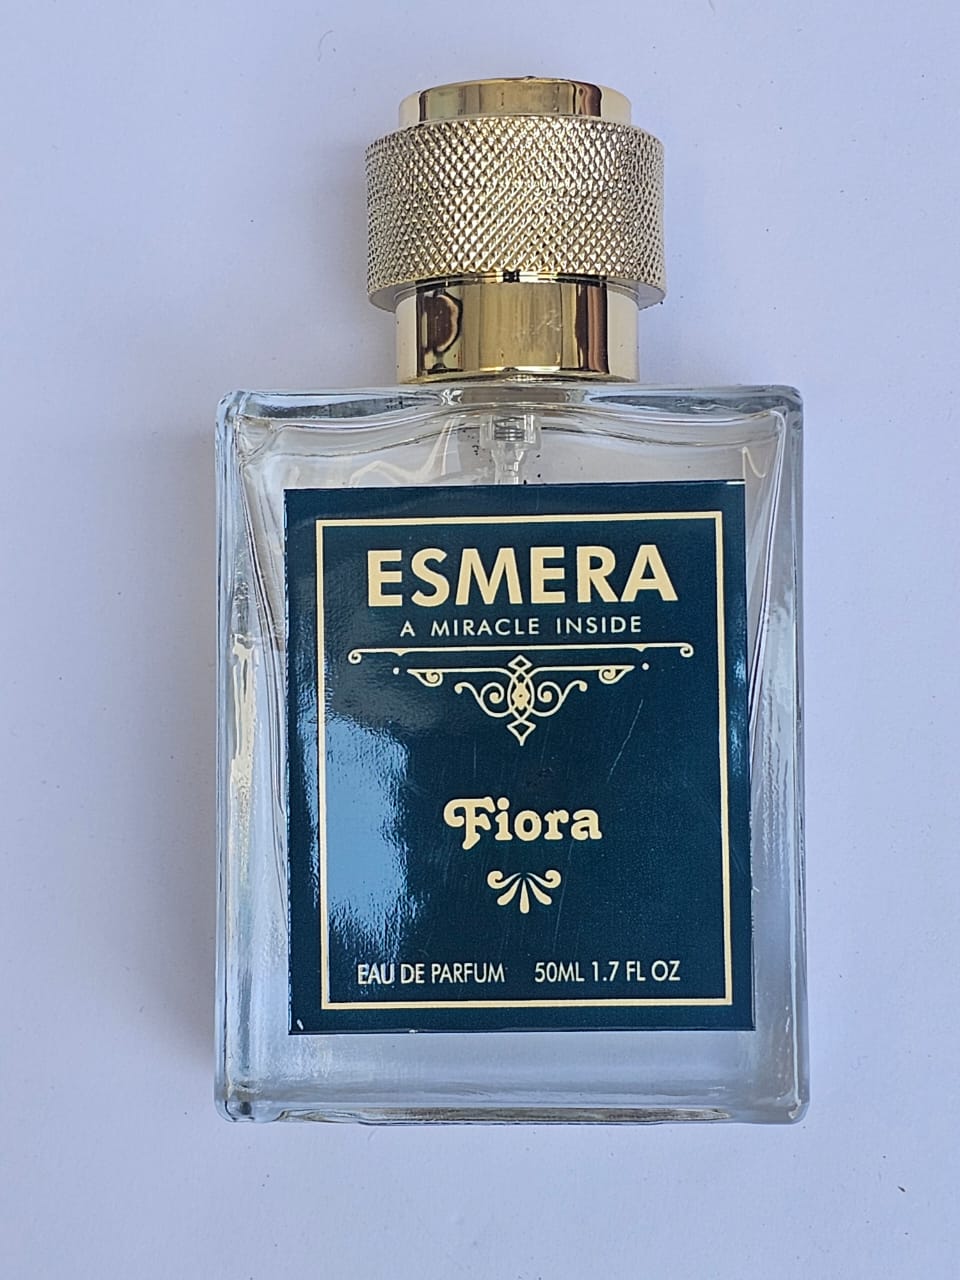 ESMERA
A MIRACLE INSIDE
Fiora
EAU DE PARFUM 50ML 1.7 FL OZ